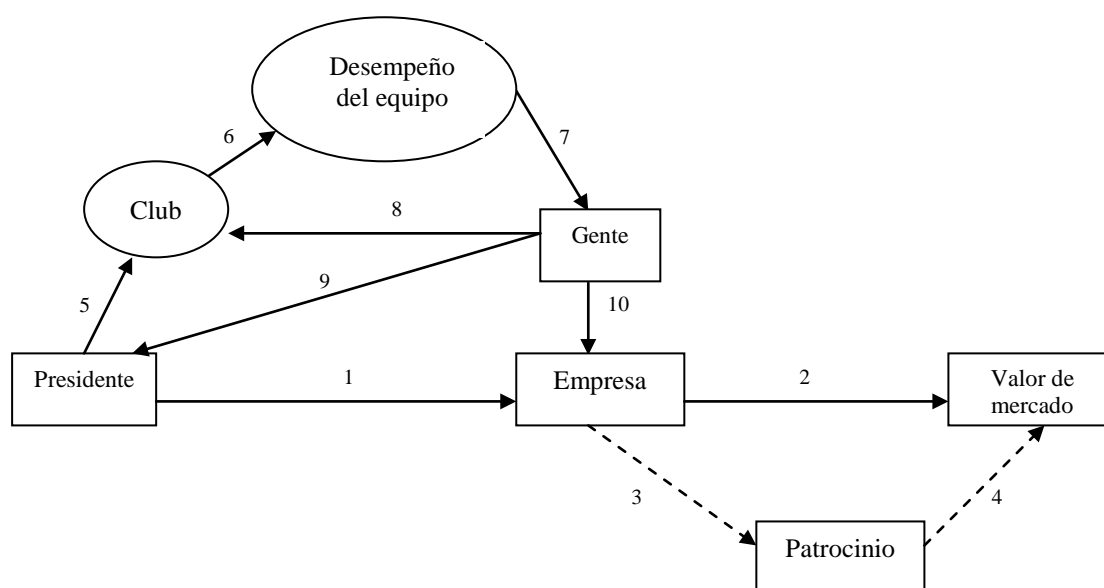 Desempeño
del equipo
6
7
Club
8
Gente
9
5
10
Presidente
1
Empresa
2
Valor de
mercado
3
4
Patrocinio